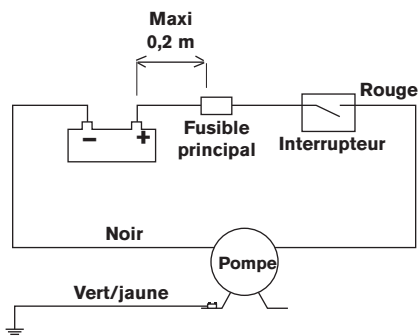 Maxi
0,2 m
Rouge
− +
Fusible
principal
Interrupteur
Noir
Pompe
Vert/jaune